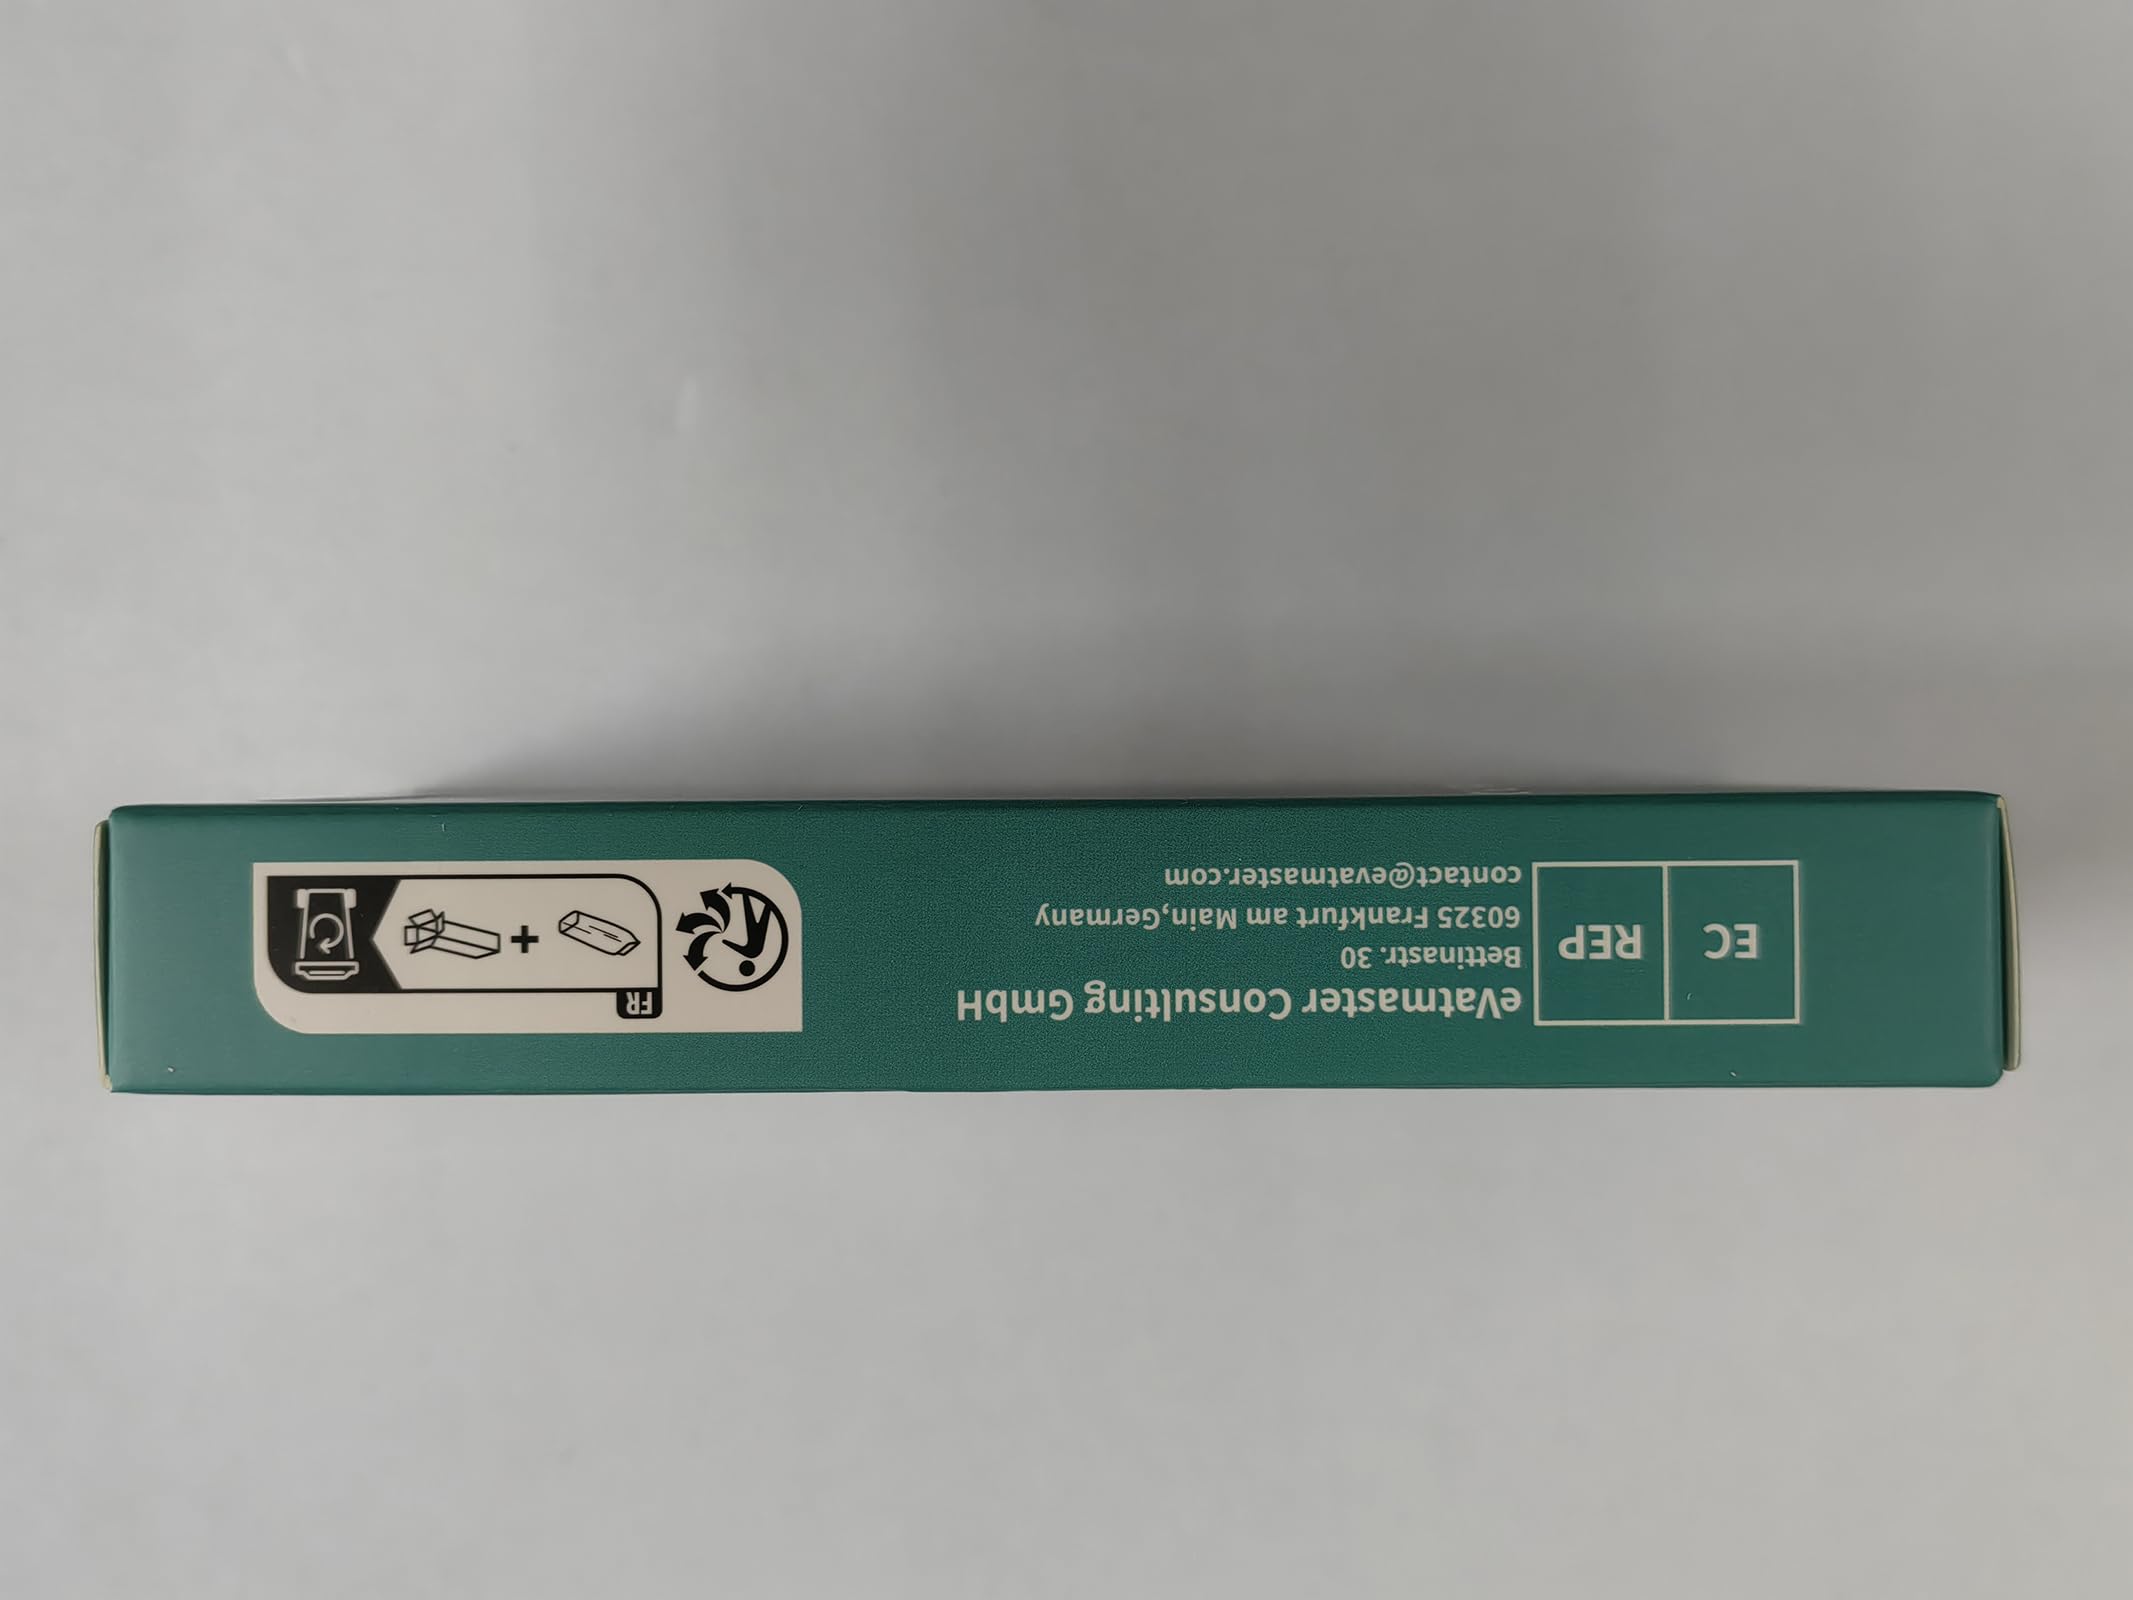 EC REP
eVatmaster Consulting GmbH
Bettinastr. 30
60325 Frankfurt am Main,Germany
contact@evatmaster.com
FR
+